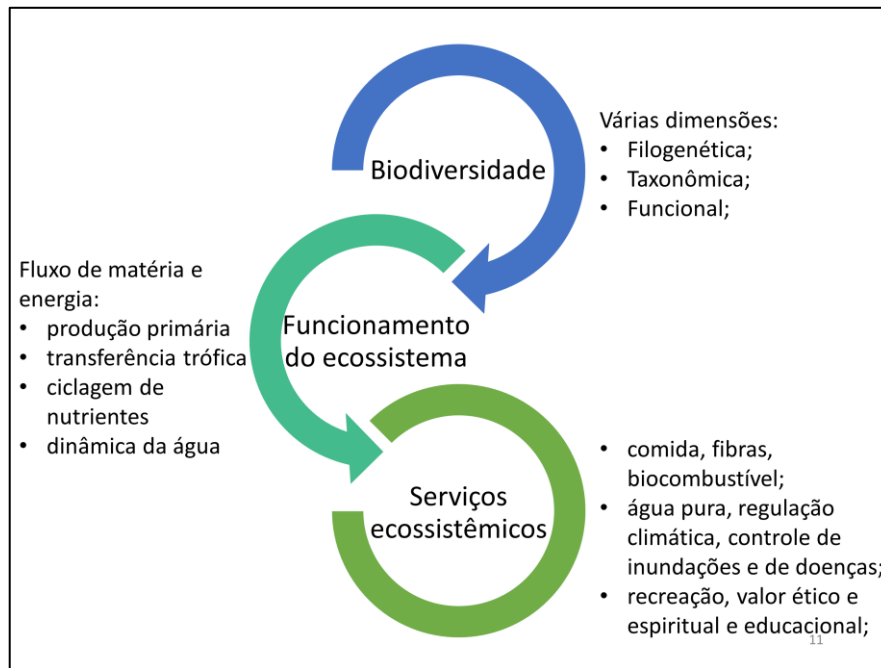 Biodiversidade
Várias dimensões:
• Filogenética;
• Taxonômica;
• Funcional;
Fluxo de matéria e
energia:
• produção primária
• transferência trófica
• ciclagem de
nutrientes
• dinâmica da água
Funcionamento
do ecossistema
Serviços
ecossistêmicos
• comida, fibras,
biocombustível;
• água pura, regulação
climática, controle de
inundações e de doenças;
• recreação, valor ético e
espiritual e educacional;
11